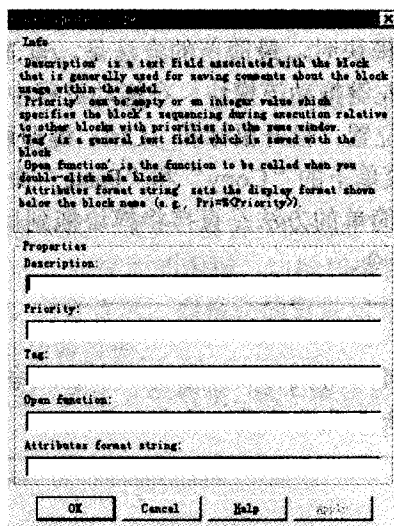 Info
'Description' is a text field associated with the block
that is generally used for saving comments about the block
usage within the model.
'Priority' can be empty or an integer value which
specifies the block's sequencing during execution relative
to other blocks with priorities in the same window.
'Tag' is a general text field which is saved with the
block
'Open function' is the function to be called when you
double-click on a block.
'Attributes format string' sets the display format shown
below the block name (e.g., Pri=%<Priority>).
Properties
Description:
Priority:
Tag:
Open function:
Attributes format string:
OK Cancel Help Apply